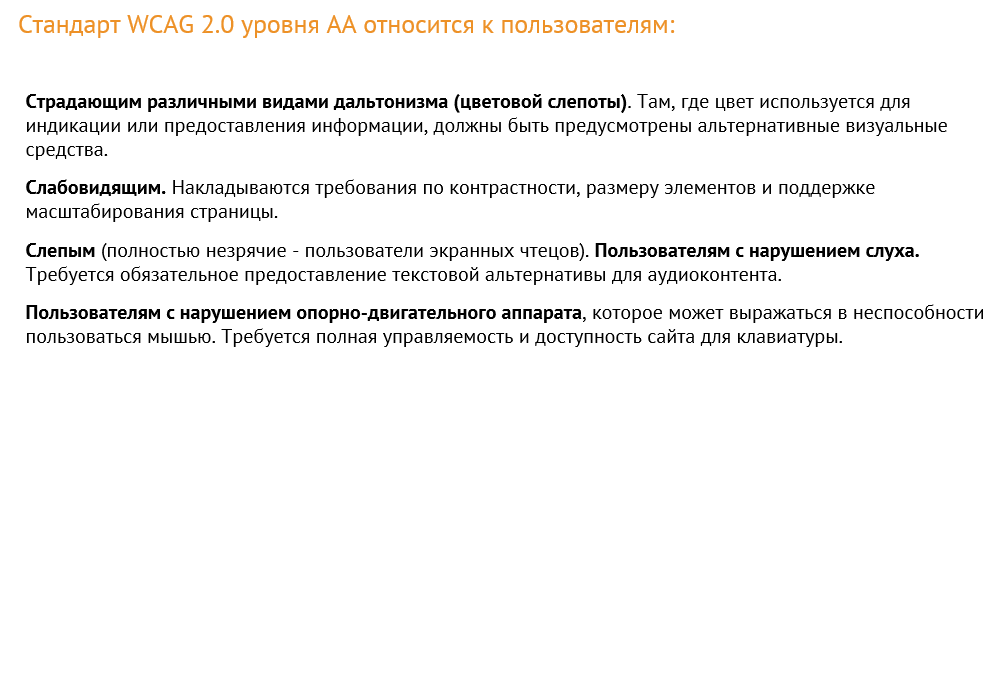 Стандарт WCAG 2.0 уровня АА относится к пользователям:
Страдающим различными видами дальтонизма (цветовой слепоты). Там, где цвет используется для
индикации или предоставления информации, должны быть предусмотрены альтернативные визуальные
средства.
Слабовидящим. Накладываются требования по контрастности, размеру элементов и поддержке
масштабирования страницы.
Слепым (полностью незрячие - пользователи экранных чтецов). Пользователям с нарушением слуха.
Требуется обязательное предоставление текстовой альтернативы для аудиоконтента.
Пользователям с нарушением опорно-двигательного аппарата, которое может выражаться в неспособности
пользоваться мышью. Требуется полная управляемость и доступность сайта для клавиатуры.